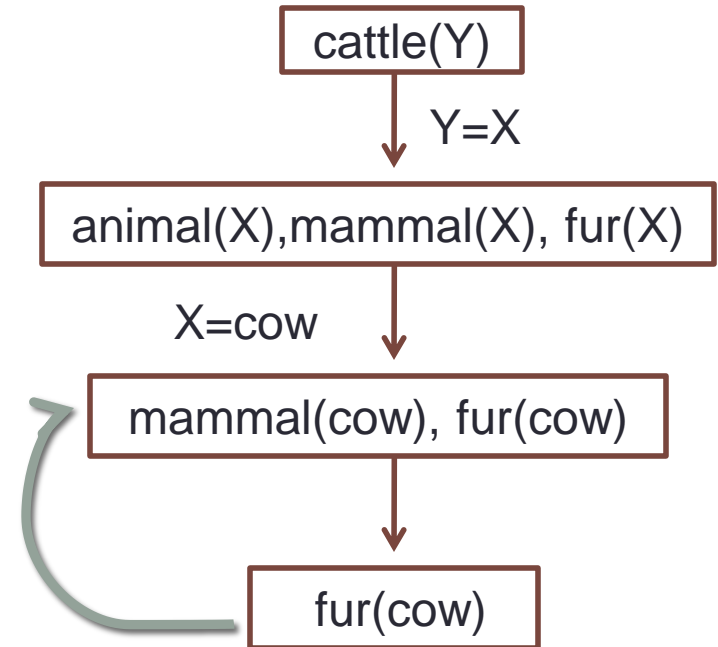 cattle(Y)
Y=X
animal(X),mammal(X), fur(X)
X=cow
mammal(cow), fur(cow)
fur(cow)